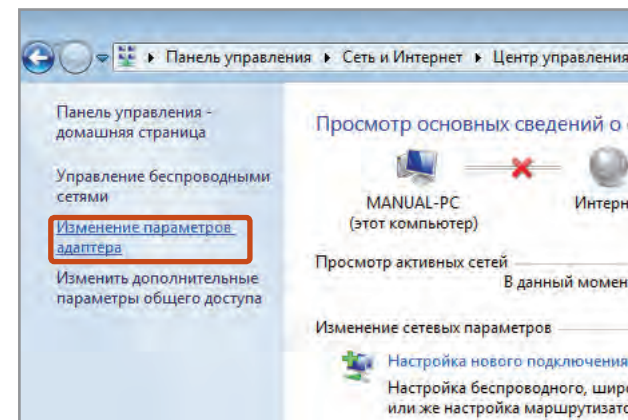 Панель управления ▸ Сеть и Интернет ▸ Центр управления
Панель управления -
домашняя страница
Управление беспроводными
сетями
Изменение параметров
адаптера
Изменить дополнительные
параметры общего доступа
Просмотр основных сведений о
MANUAL-PC
(этот компьютер)
Интерн
Просмотр активных сетей
В данный момен
Изменение сетевых параметров
Настройка нового подключения
Настройка беспроводного, широ
или же настройка маршрутизато